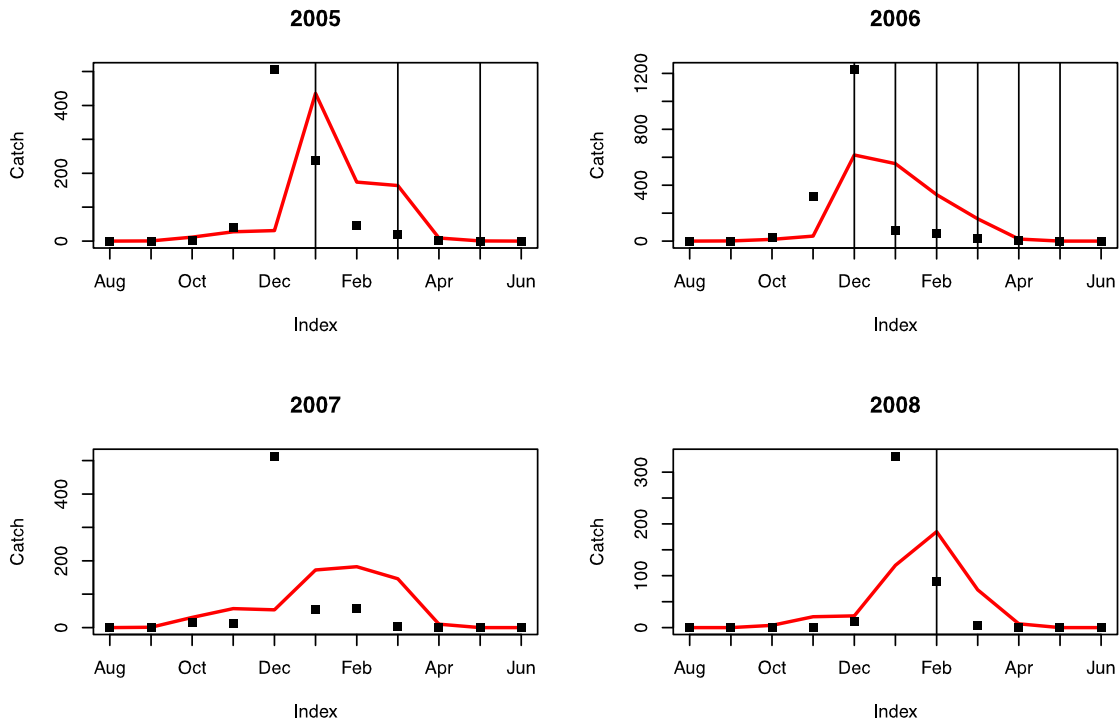 2005
Catch
0 200 400
Aug Oct Dec Feb Apr Jun
Index
2006
Catch
0 400 800 1200
Aug Oct Dec Feb Apr Jun
Index
2007
Catch
0 200 400
Aug Oct Dec Feb Apr Jun
Index
2008
Catch
0 100 200 300
Aug Oct Dec Feb Apr Jun
Index